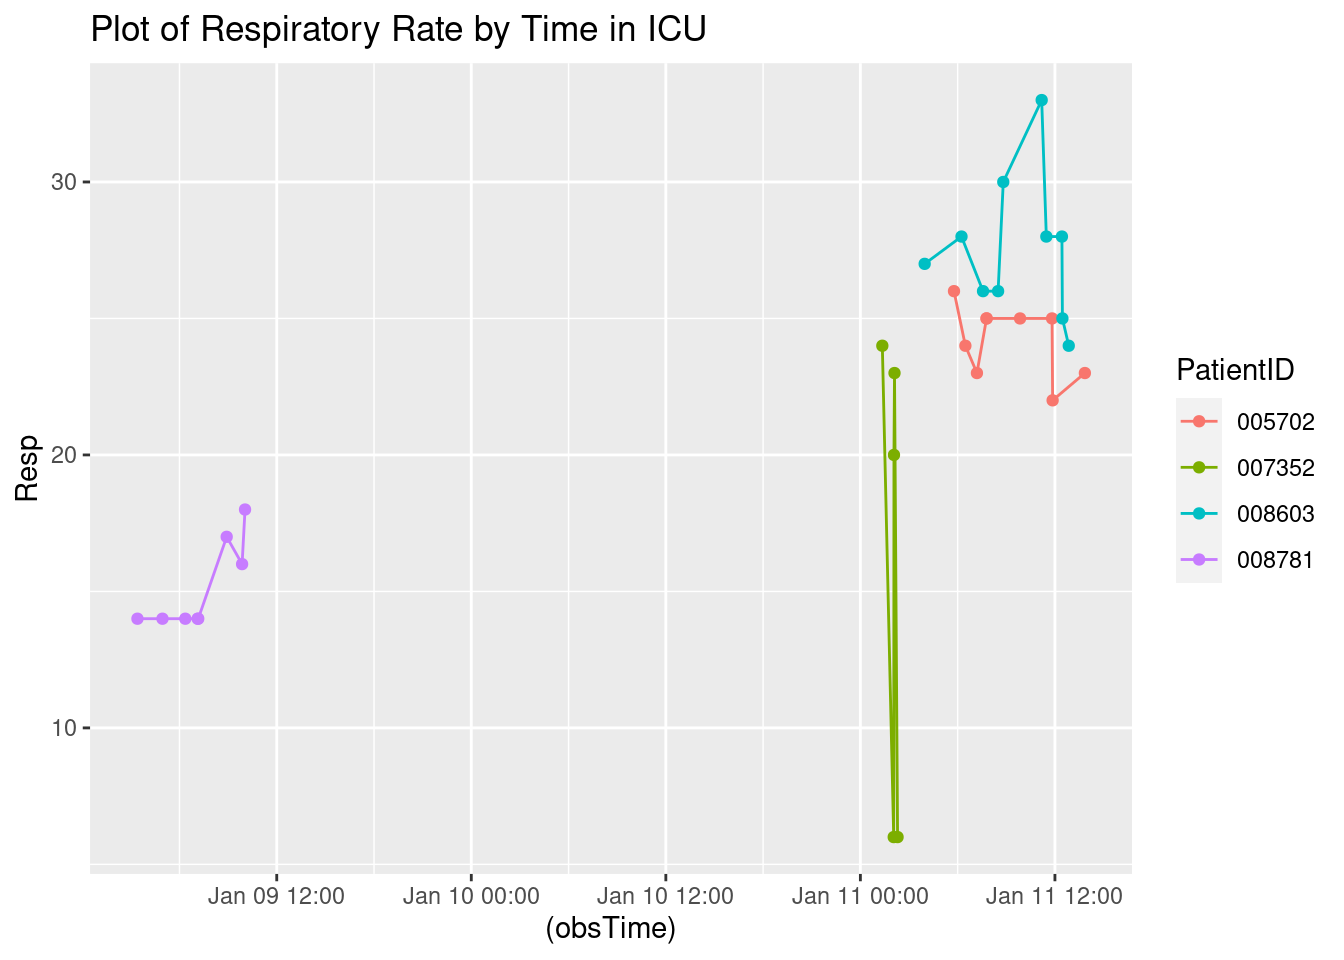 Plot of Respiratory Rate by Time in ICU
Resp
30
20
10
Jan 09 12:00 Jan 10 00:00 Jan 10 12:00 Jan 11 00:00 Jan 11 12:00
(obsTime)
PatientID
005702
007352
008603
008781